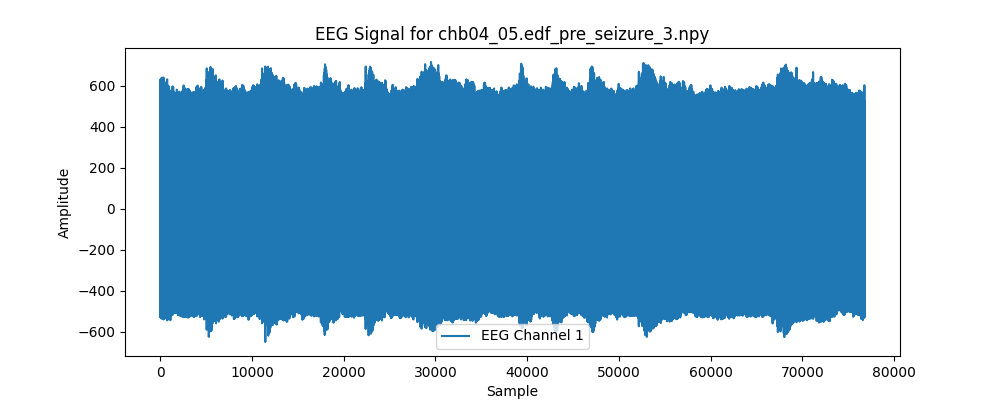 EEG Signal for chb04_05.edf_pre_seizure_3.npy
600
400
200
0
−200
−400
−600
Amplitude
EEG Channel 1
0 10000 20000 30000 40000 50000 60000 70000 80000
Sample